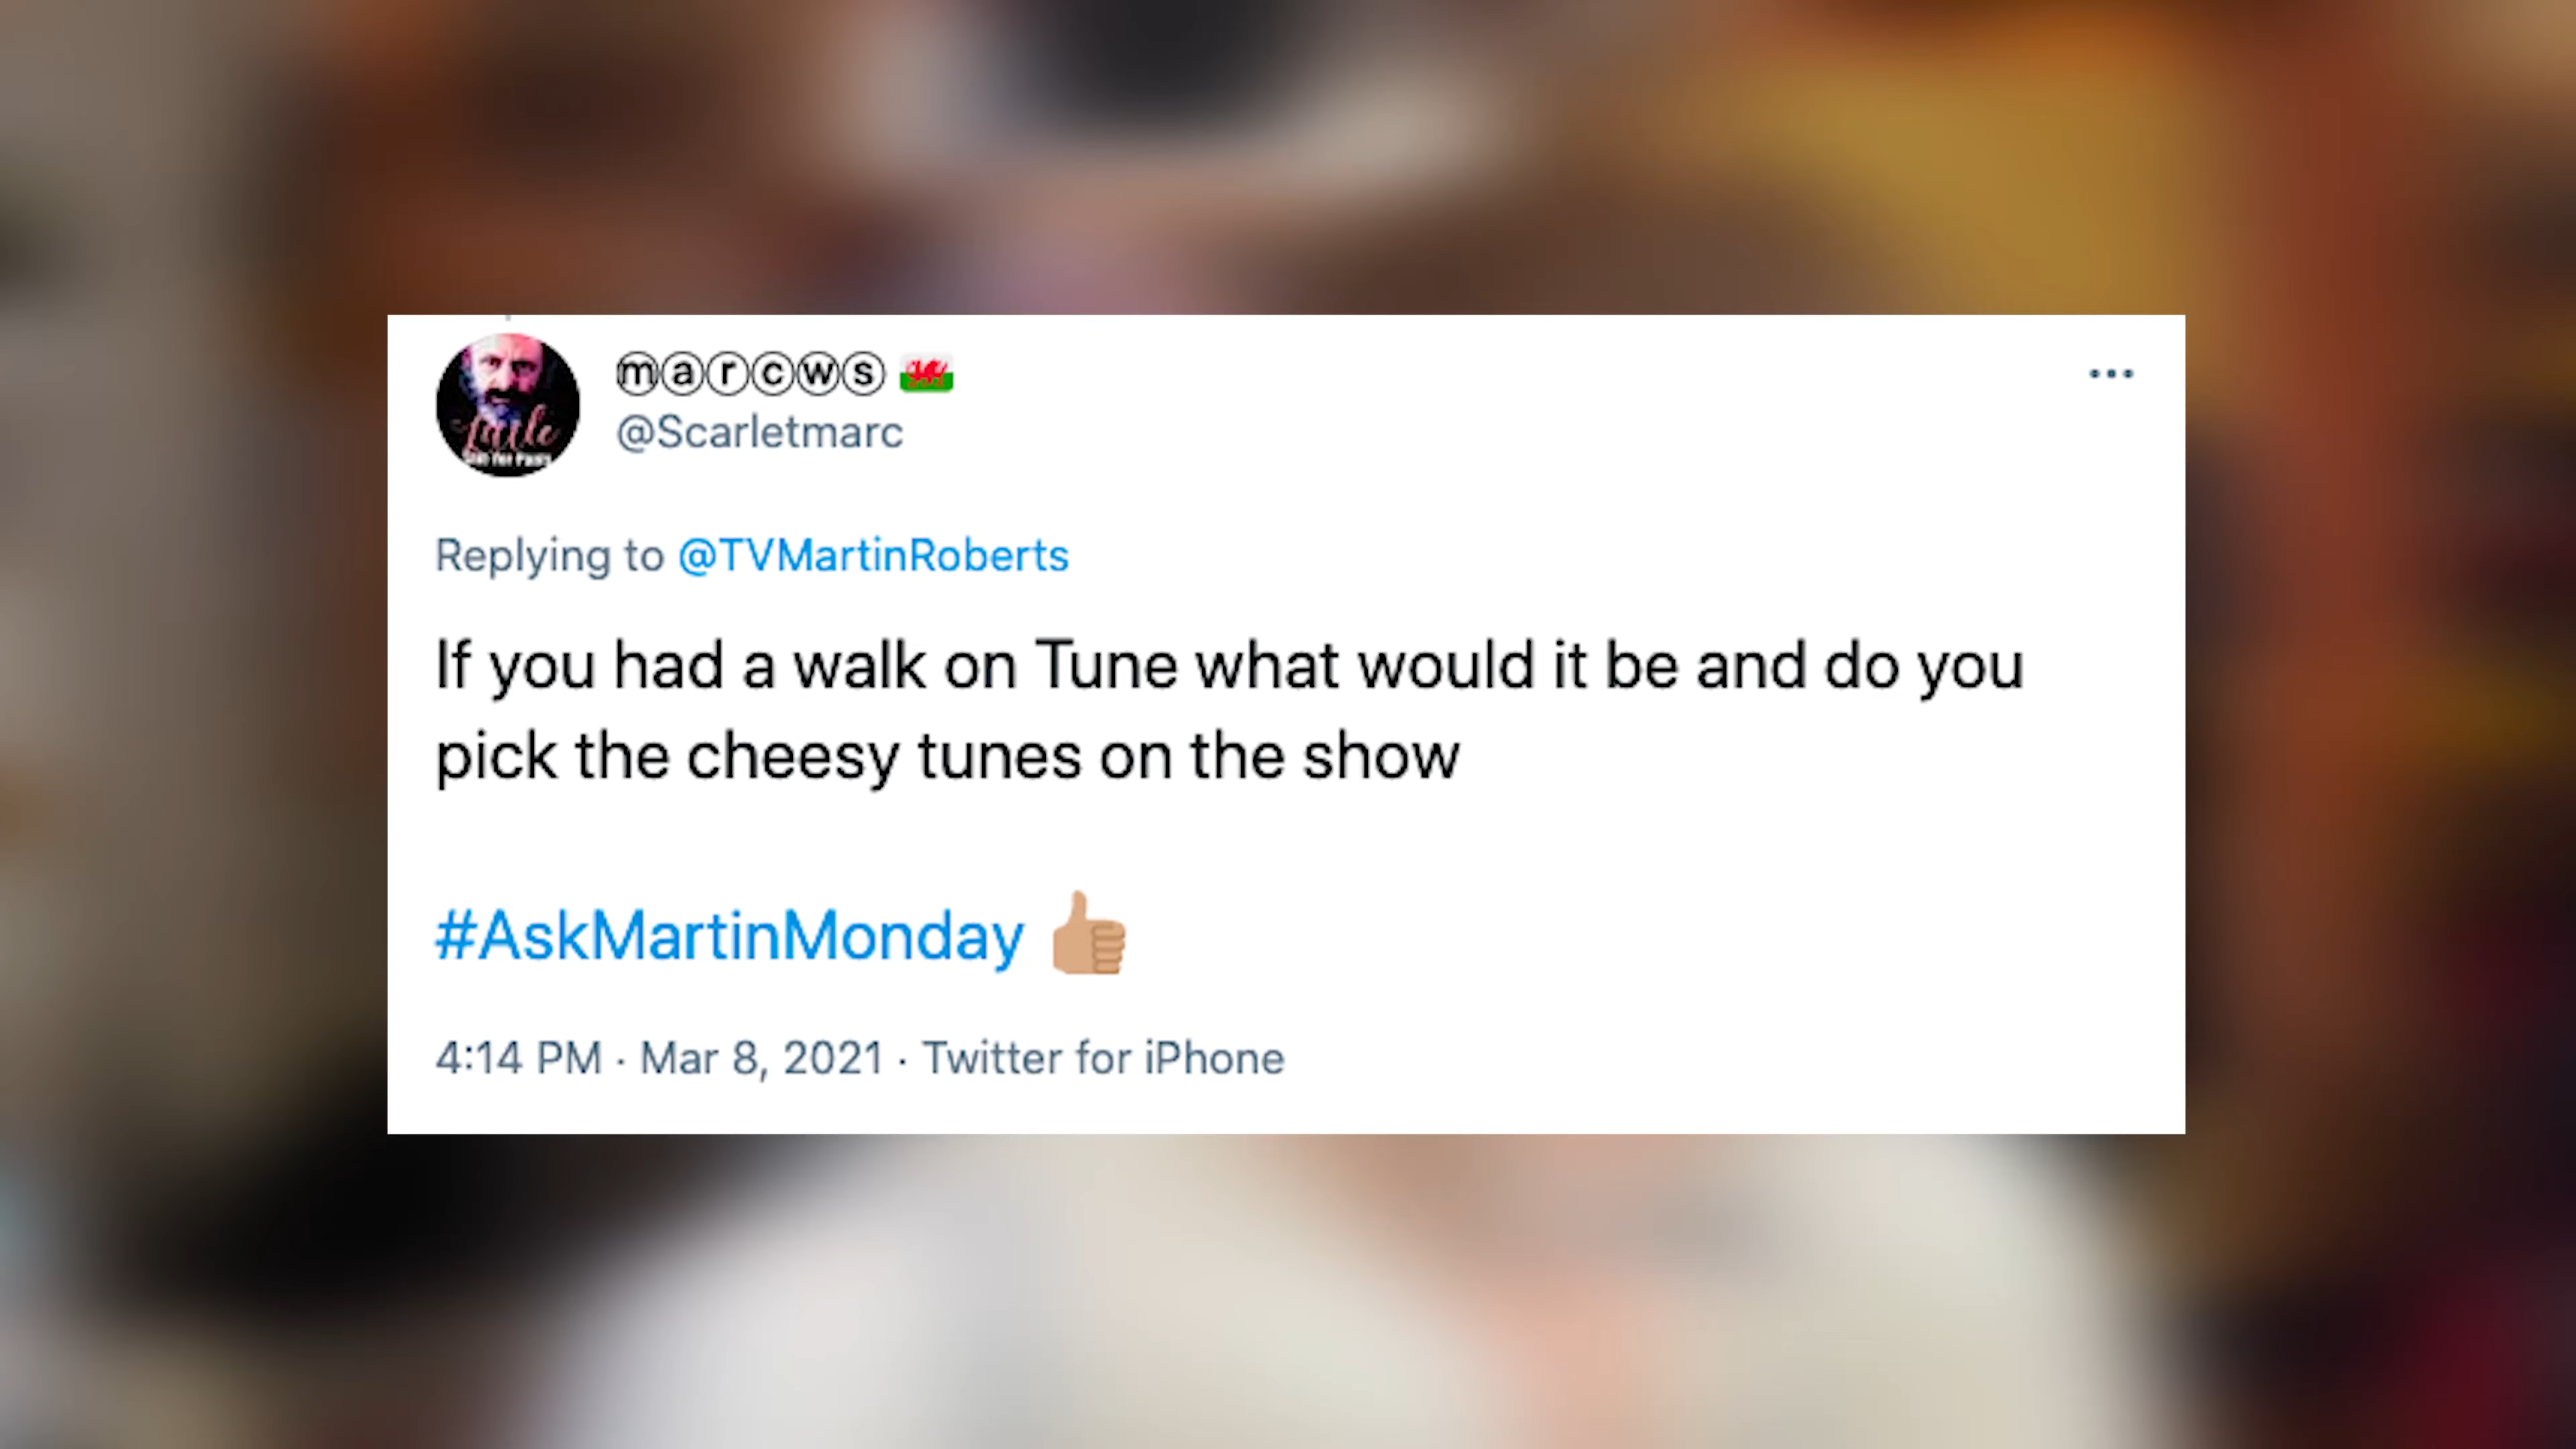 ⓜⓐⓡⓒⓦⓢ 🏴󠁧󠁢󠁷󠁬󠁳󠁿
@Scarletmarc
Replying to @TVMartinRoberts
If you had a walk on Tune what would it be and do you
pick the cheesy tunes on the show
#AskMartinMonday 👍🏽
4:14 PM · Mar 8, 2021 · Twitter for iPhone